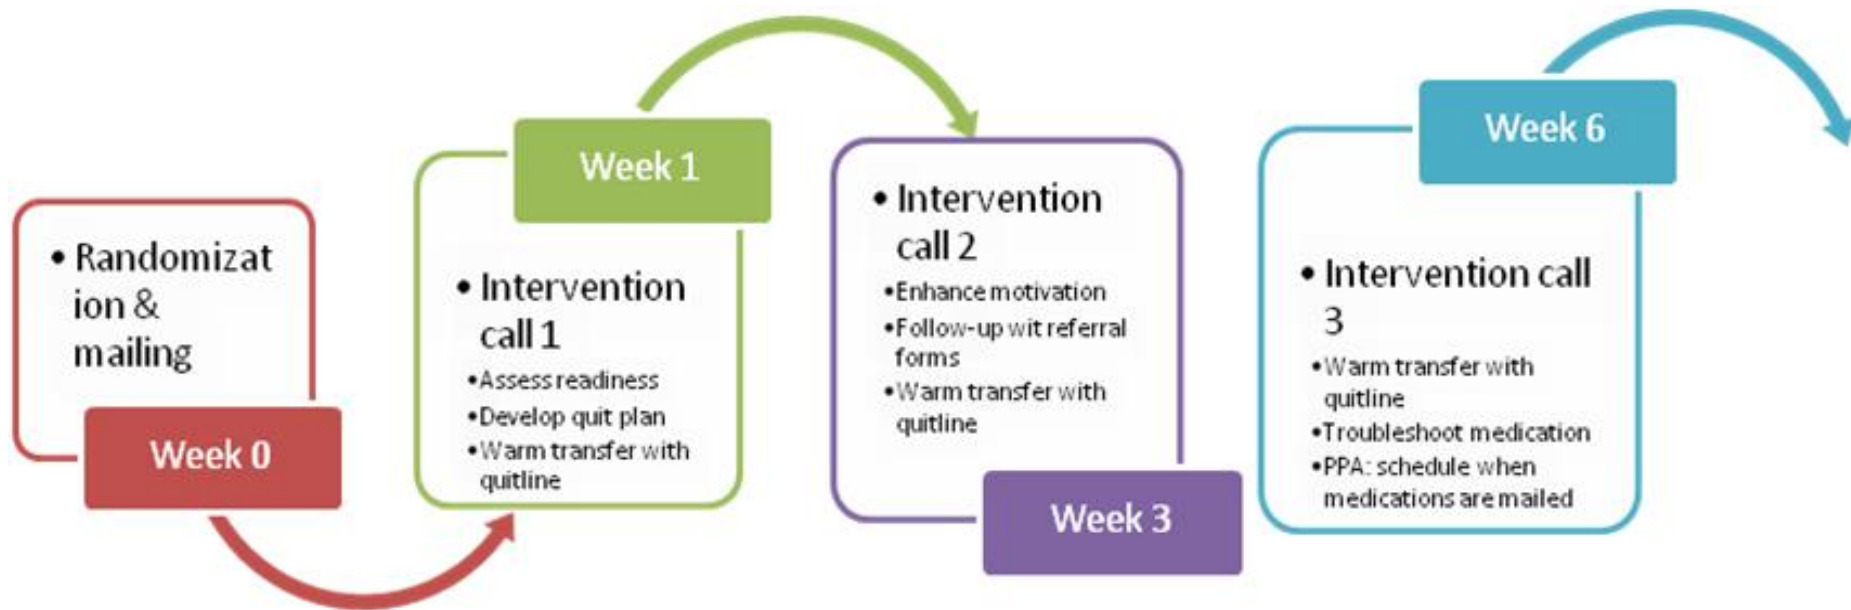 • Randomizat
ion &
mailing
Week 0
Week 1
• Intervention
call 1
•Assess readiness
•Develop quit plan
•Warm transfer with
quitline
• Intervention
call 2
•Enhance motivation
•Follow-up wit referral
forms
•Warm transfer with
quitline
Week 3
Week 6
• Intervention call
3
•Warm transfer with
quitline
•Troubleshoot medication
•PPA: schedule when
medications are mailed